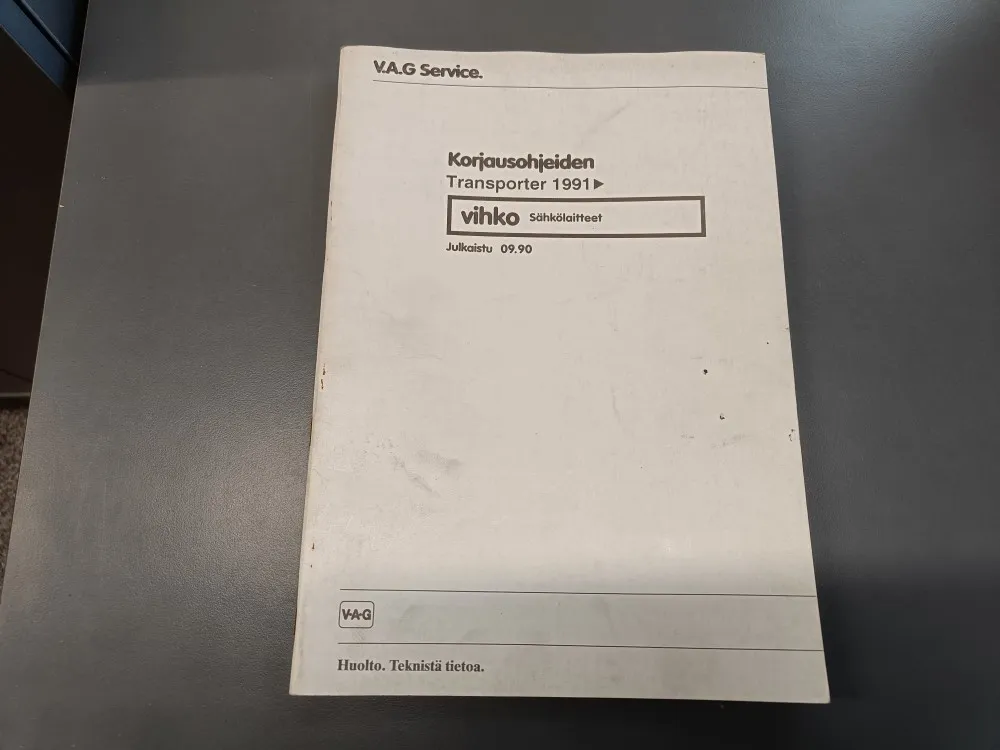 V.A.G Service.
Korjausohjeiden
Transporter 1991►
vihko Sähkölaitteet
Julkaistu 09.90
V·A·G
Huolto. Teknistä tietoa.